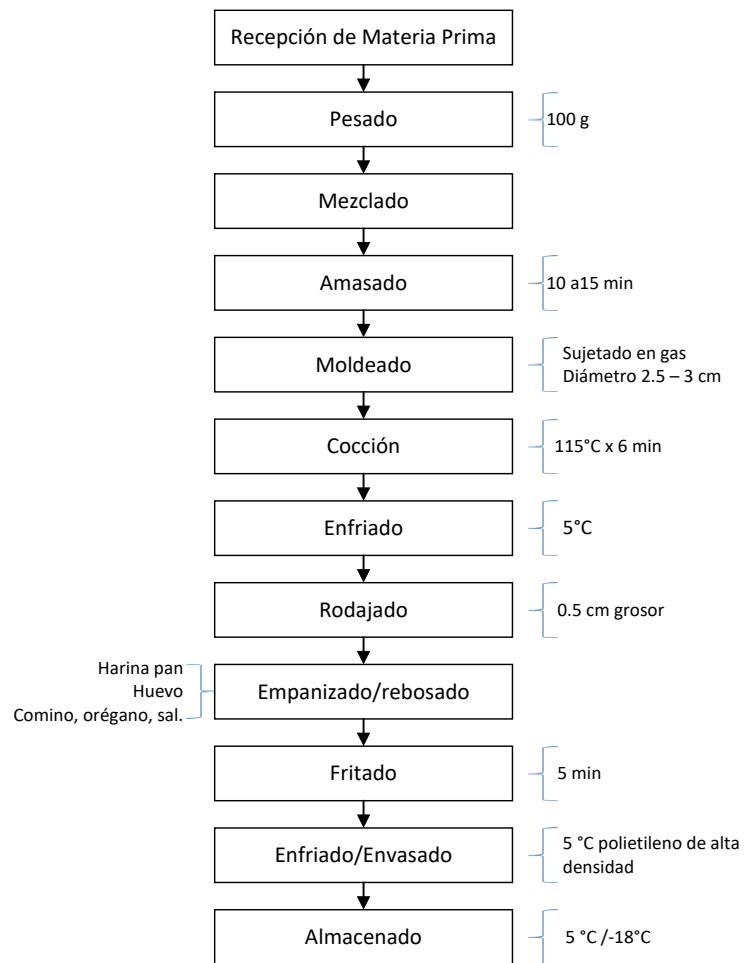 Recepción de Materia Prima
Pesado
100 g
Mezclado
Amasado
10 a15 min
Moldeado
Sujetado en gas
Diámetro 2.5 – 3 cm
Cocción
115°C x 6 min
Enfriado
5°C
Rodajado
0.5 cm grosor
Harina pan
Huevo
Comino, orégano, sal.
Empanizado/rebosado
Fritado
5 min
Enfriado/Envasado
5 °C polietileno de alta
densidad
Almacenado
5 °C /-18°C